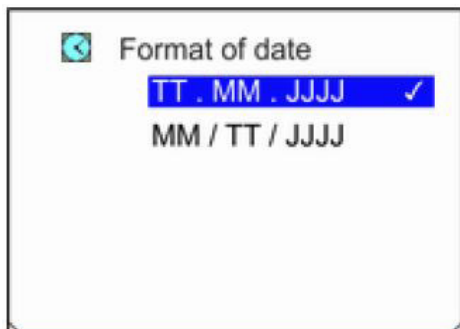 Format of date
TT . MM . JJJJ ✓
MM / TT / JJJJ